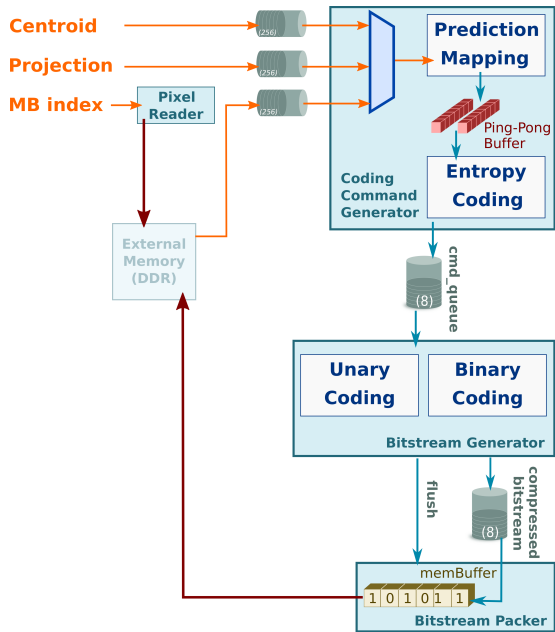 Centroid
(256)
Projection
(256)
MB index
Pixel
Reader
(256)
Prediction
Mapping
Ping-Pong
Buffer
Entropy
Coding
Coding
Command
Generator
External
Memory
(DDR)
cmd_queue
(8)
Unary
Coding
Binary
Coding
Bitstream Generator
flush
compressed
bitstream
(8)
memBuffer
1 0 1 0 1 1
Bitstream Packer